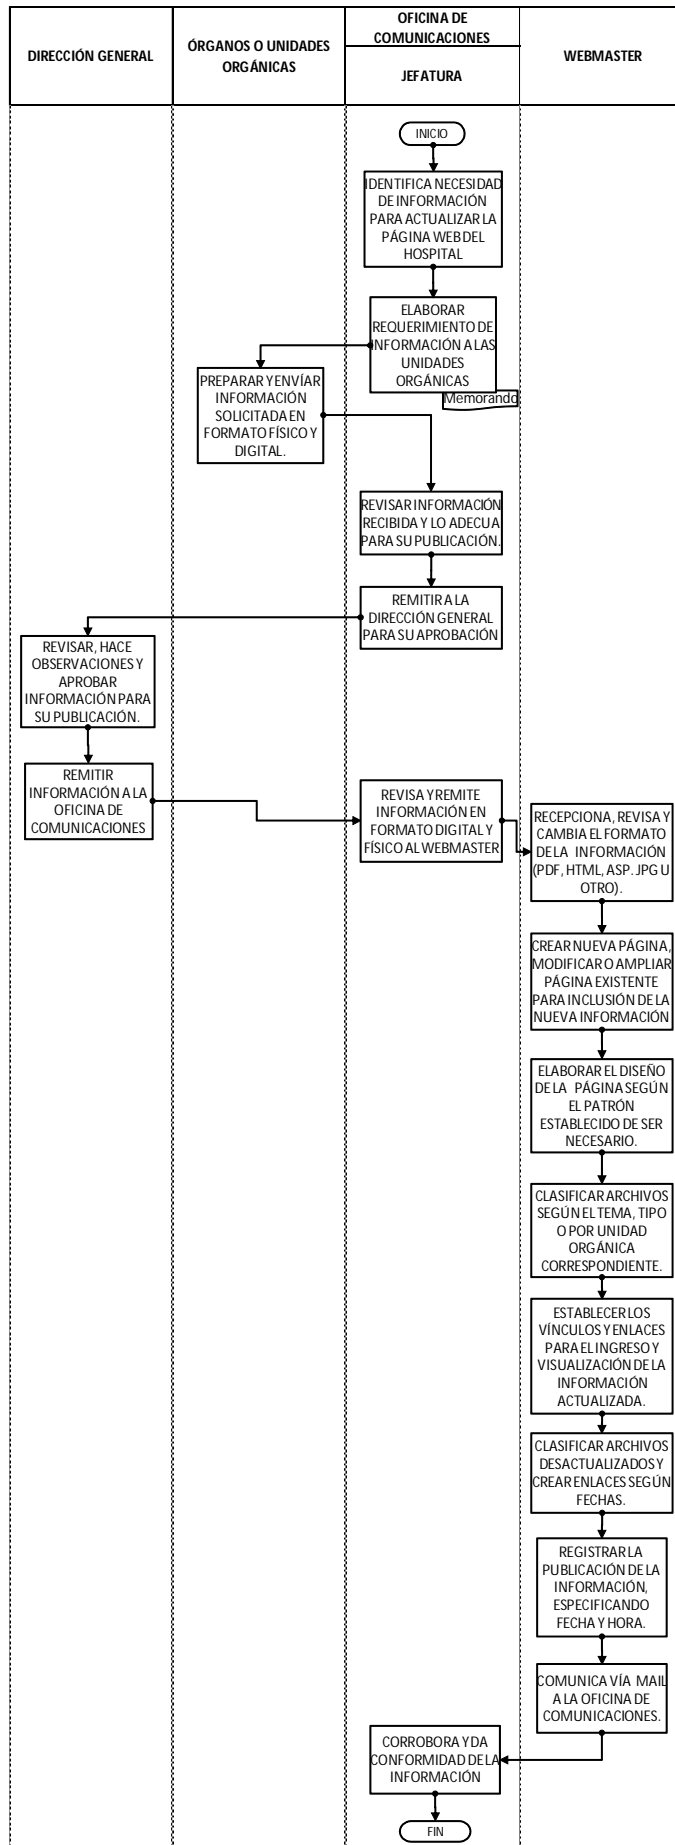 DIRECCIÓN GENERAL
ÓRGANOS O UNIDADES
ORGÁNICAS
OFICINA DE
COMUNICACIONES
JEFATURA
WEBMASTER
INICIO
IDENTIFICA NECESIDAD
DE INFORMACIÓN
PARA ACTUALIZAR LA
PÁGINA WEB DEL
HOSPITAL
ELABORAR
REQUERIMIENTO DE
INFORMACIÓN A LAS
UNIDADES
ORGÁNICAS
Memorando
PREPARAR Y ENVÍAR
INFORMACIÓN
SOLICITADA EN
FORMATO FÍSICO Y
DIGITAL.
REVISAR INFORMACIÓN
RECIBIDA Y LO ADECUA
PARA SU PUBLICACIÓN.
REMITIR A LA
DIRECCIÓN GENERAL
PARA SU APROBACIÓN
REVISAR, HACE
OBSERVACIONES Y
APROBAR
INFORMACIÓN PARA
SU PUBLICACIÓN.
REMITIR
INFORMACIÓN A LA
OFICINA DE
COMUNICACIONES
REVISA Y REMITE
INFORMACIÓN EN
FORMATO DIGITAL Y
FÍSICO AL WEBMASTER
RECEPCIONA, REVISA Y
CAMBIA EL FORMATO
DE LA INFORMACIÓN
(PDF, HTML, ASP. JPG U
OTRO).
CREAR NUEVA PÁGINA,
MODIFICAR O AMPLIAR
PÁGINA EXISTENTE
PARA INCLUSIÓN DE LA
NUEVA INFORMACIÓN
ELABORAR EL DISEÑO
DE LA PÁGINA SEGÚN
EL PATRÓN
ESTABLECIDO DE SER
NECESARIO.
CLASIFICAR ARCHIVOS
SEGÚN EL TEMA, TIPO
O POR UNIDAD
ORGÁNICA
CORRESPONDIENTE.
ESTABLECER LOS
VÍNCULOS Y ENLACES
PARA EL INGRESO Y
VISUALIZACIÓN DE LA
INFORMACIÓN
ACTUALIZADA.
CLASIFICAR ARCHIVOS
DESACTUALIZADOS Y
CREAR ENLACES SEGÚN
FECHAS.
REGISTRAR LA
PUBLICACIÓN DE LA
INFORMACIÓN,
ESPECIFICANDO
FECHA Y HORA.
COMUNICA VÍA MAIL
A LA OFICINA DE
COMUNICACIONES.
CORROBORA Y DA
CONFORMIDAD DE LA
INFORMACIÓN
FIN